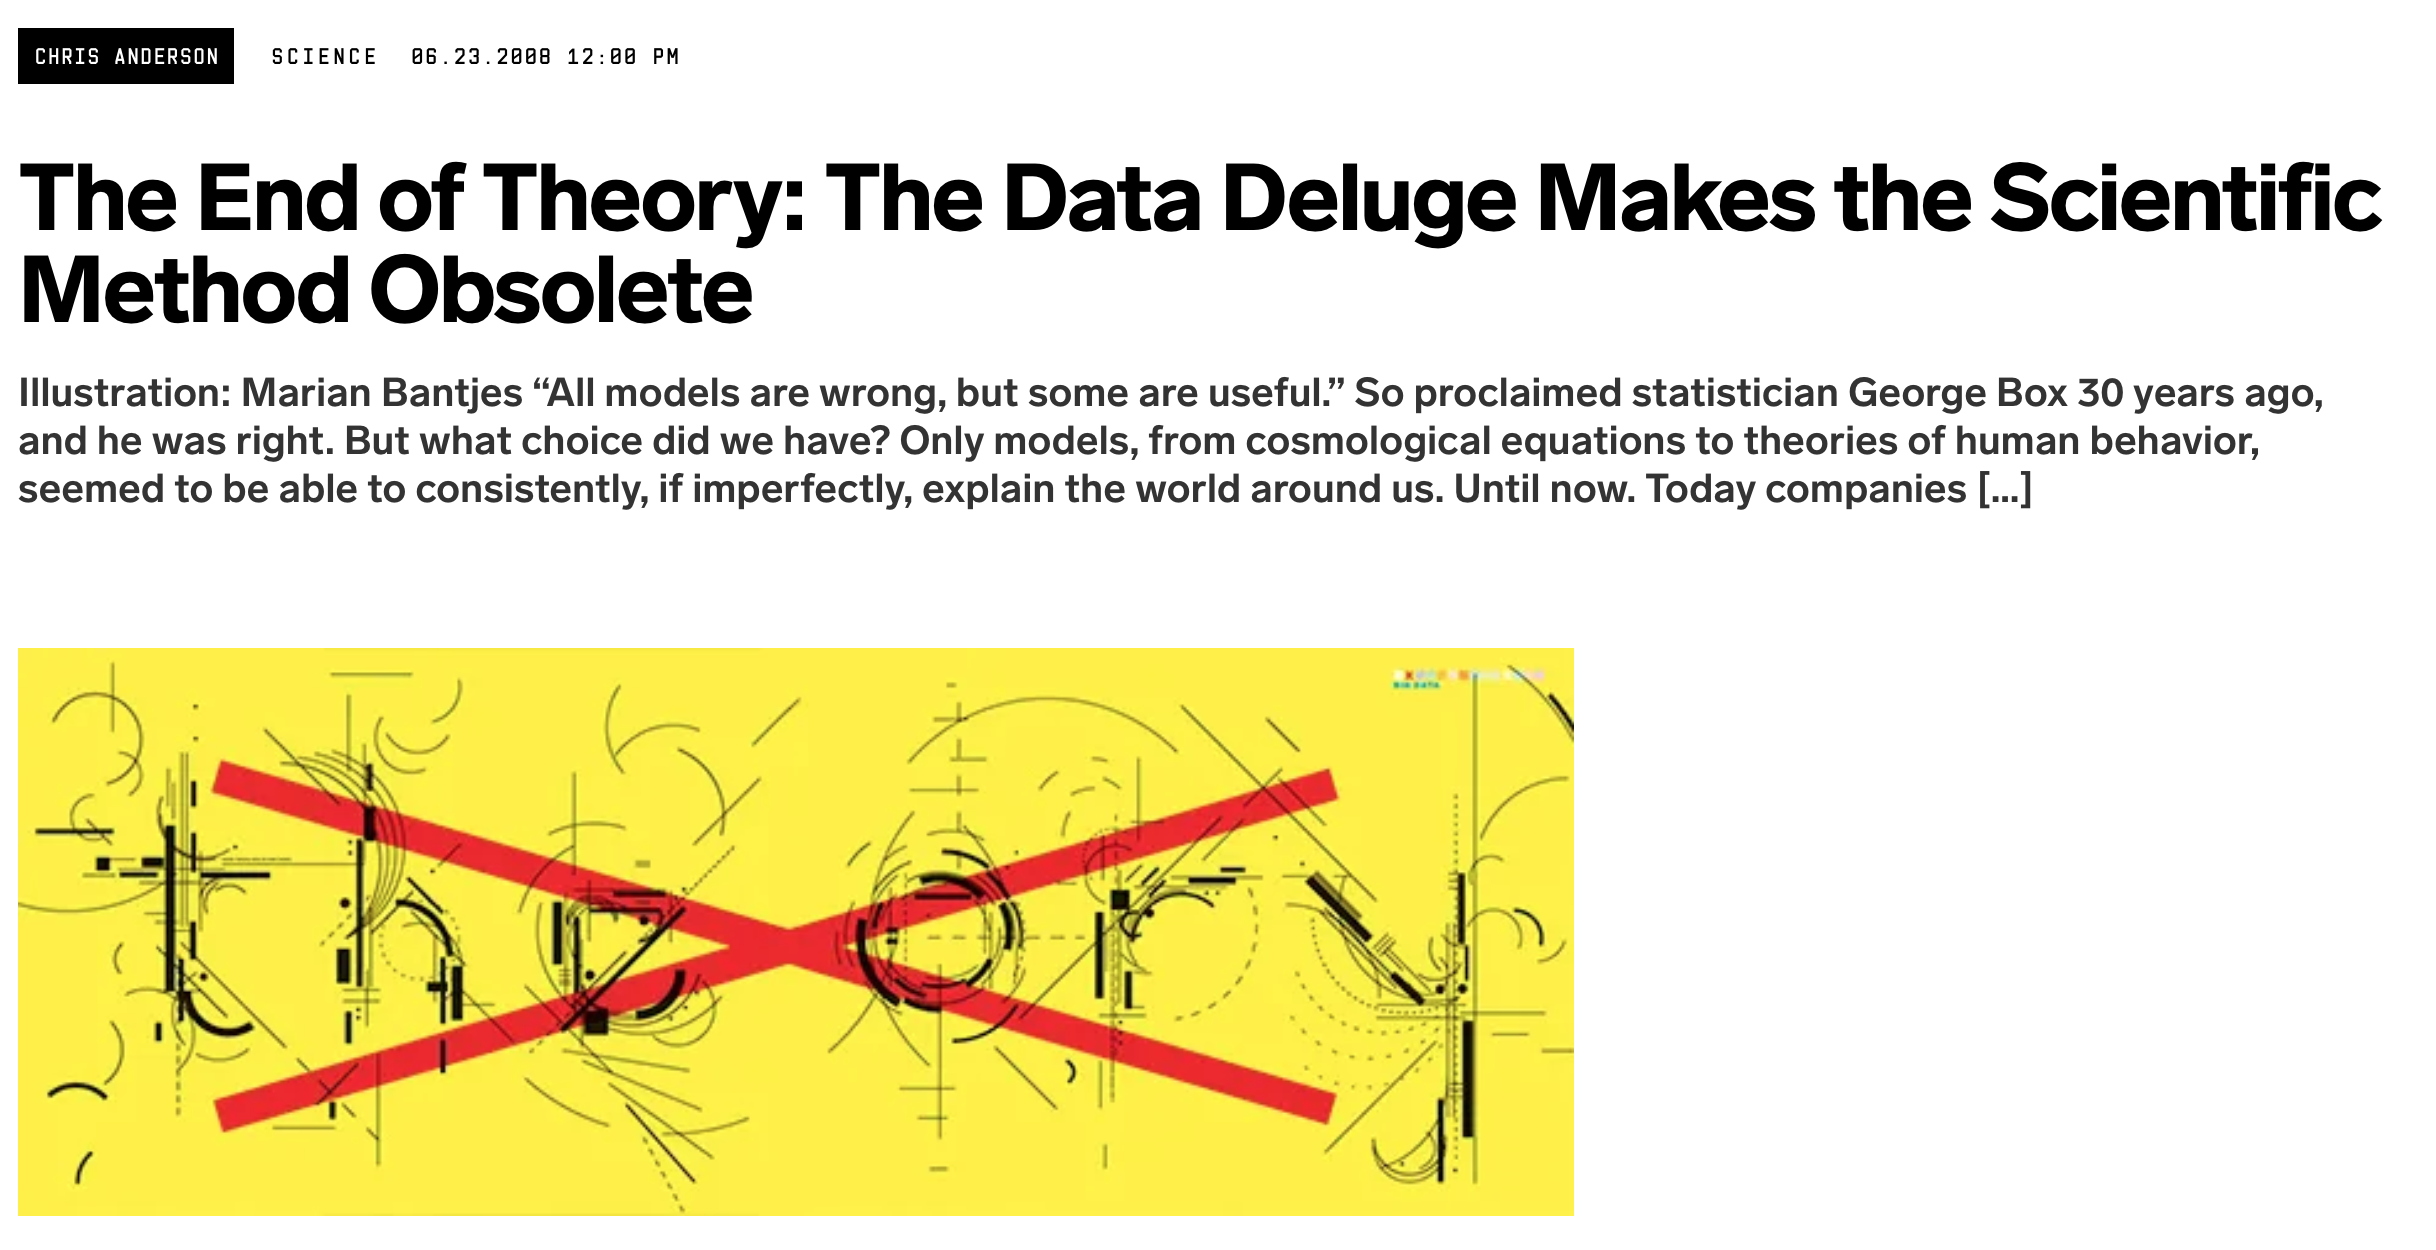 CHRIS ANDERSON SCIENCE 06.23.2008 12:00 PM
The End of Theory: The Data Deluge Makes the Scientific
Method Obsolete
Illustration: Marian Bantjes “All models are wrong, but some are useful.” So proclaimed statistician George Box 30 years ago,
and he was right. But what choice did we have? Only models, from cosmological equations to theories of human behavior,
seemed to be able to consistently, if imperfectly, explain the world around us. Until now. Today companies [...]
BIG DATA
theory